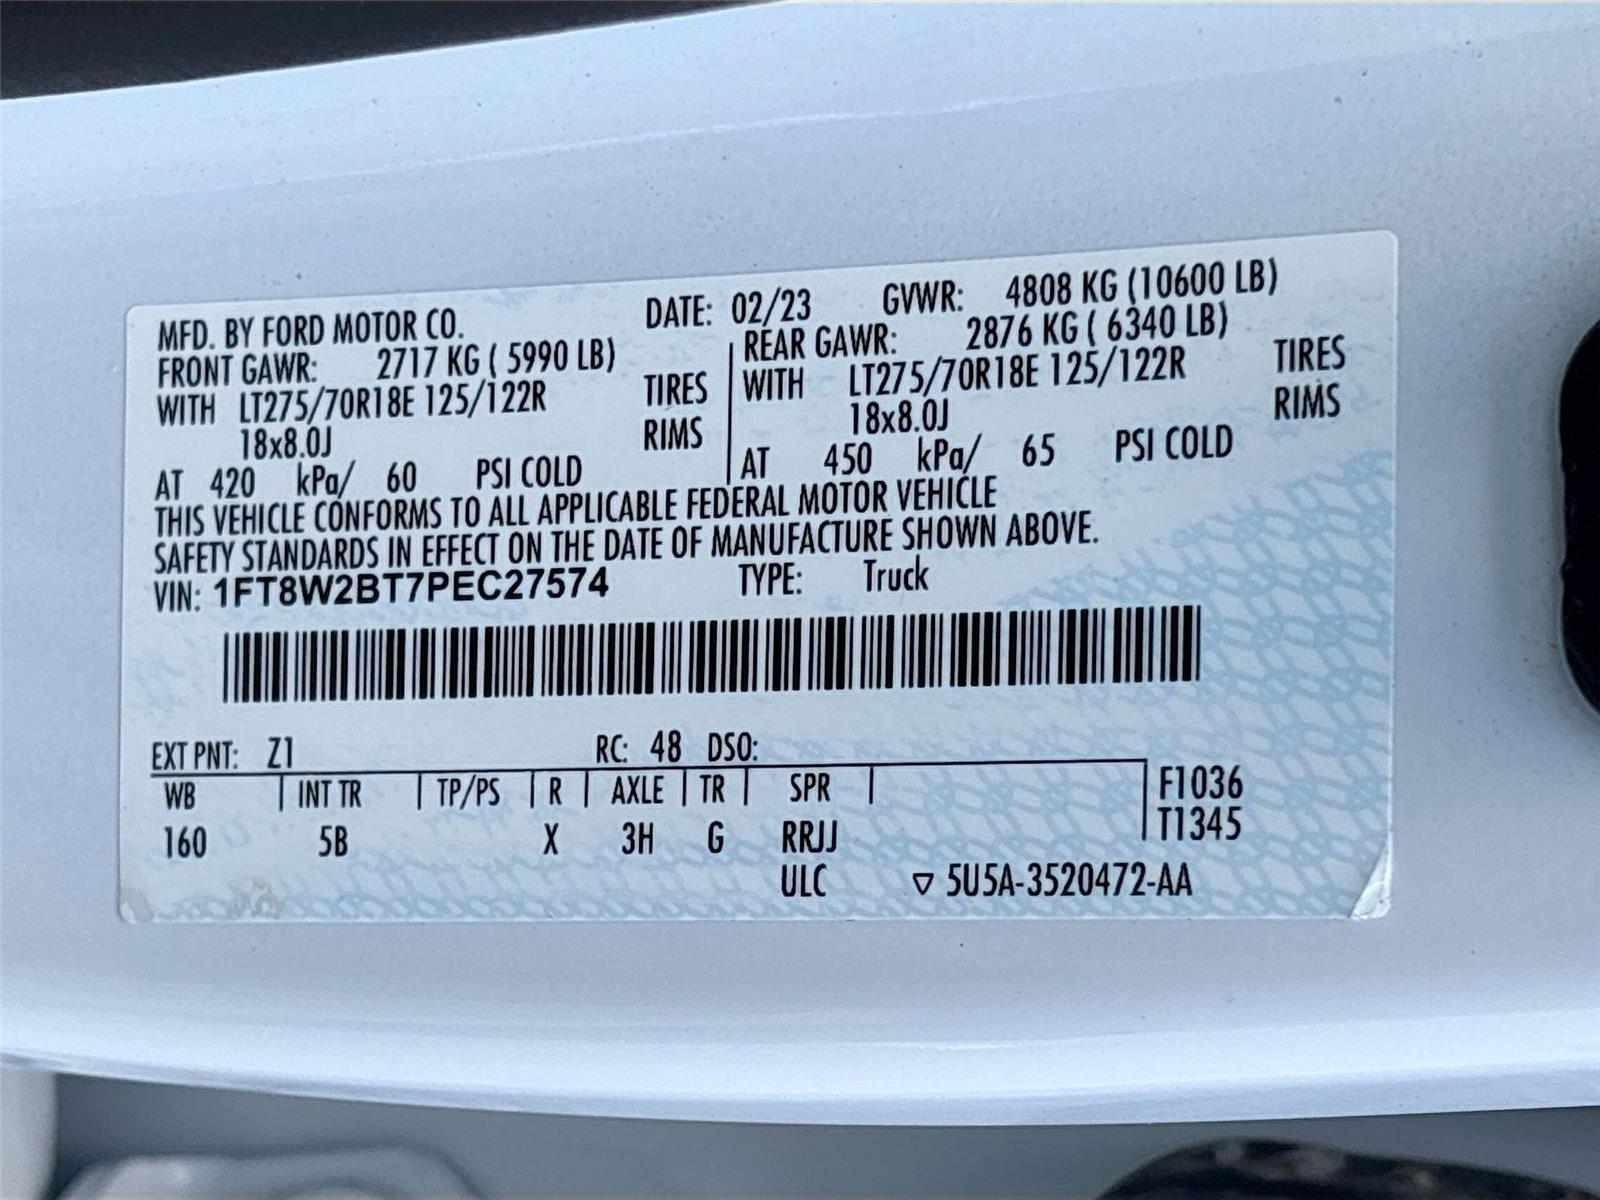 MFD. BY FORD MOTOR CO. DATE: 02/23 GVWR: 4808 KG (10600 LB)
FRONT GAWR: 2717 KG ( 5990 LB) REAR GAWR: 2876 KG ( 6340 LB)
WITH LT275/70R18E 125/122R TIRES WITH LT275/70R18E 125/122R TIRES
18x8.0J RIMS 18x8.0J RIMS
AT 420 kPa/ 60 PSI COLD AT 450 kPa/ 65 PSI COLD
THIS VEHICLE CONFORMS TO ALL APPLICABLE FEDERAL MOTOR VEHICLE
SAFETY STANDARDS IN EFFECT ON THE DATE OF MANUFACTURE SHOWN ABOVE.
VIN: 1FT8W2BT7PEC27574 TYPE: Truck
EXT PNT: Z1 RC: 48 DSO:
WB INT TR TP/PS R AXLE TR SPR F1036
160 5B X 3H G RRJJ T1345
ULC 5U5A-3520472-AA